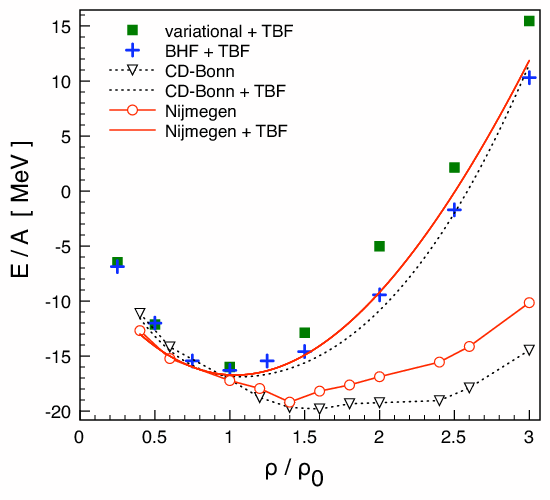 variational + TBF
BHF + TBF
CD-Bonn
CD-Bonn + TBF
Nijmegen
Nijmegen + TBF
E / A [ MeV ]
15
10
5
0
-5
-10
-15
-20
0 0.5 1 1.5 2 2.5 3
ρ / ρ0